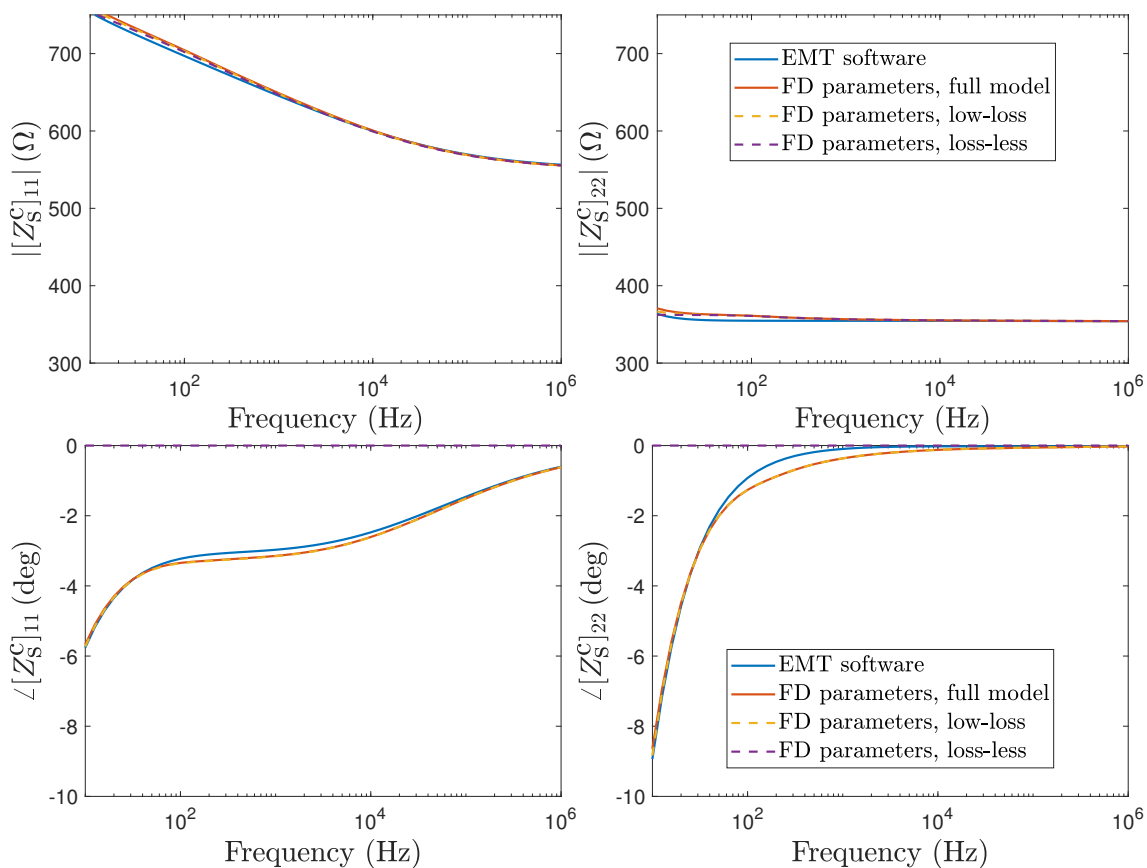 |[Z_S^C]_11| (Ω)
700
600
500
400
300
10^2
10^4
10^6
Frequency (Hz)
|[Z_S^C]_22| (Ω)
700
600
500
400
300
10^2
10^4
10^6
Frequency (Hz)
EMT software
FD parameters, full model
FD parameters, low-loss
FD parameters, loss-less
∠[Z_S^C]_11 (deg)
0
-2
-4
-6
-8
-10
10^2
10^4
10^6
Frequency (Hz)
∠[Z_S^C]_22 (deg)
0
-2
-4
-6
-8
-10
10^2
10^4
10^6
Frequency (Hz)
EMT software
FD parameters, full model
FD parameters, low-loss
FD parameters, loss-less